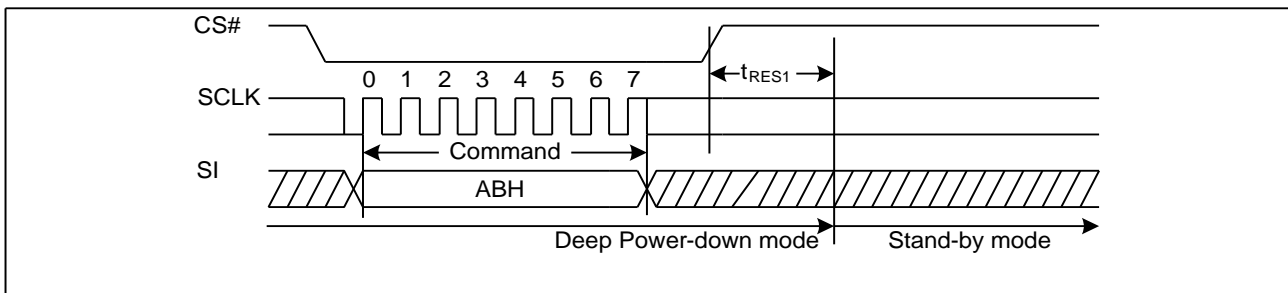 CS#
tRES1
0 1 2 3 4 5 6 7
SCLK
Command
SI
ABH
Deep Power-down mode Stand-by mode